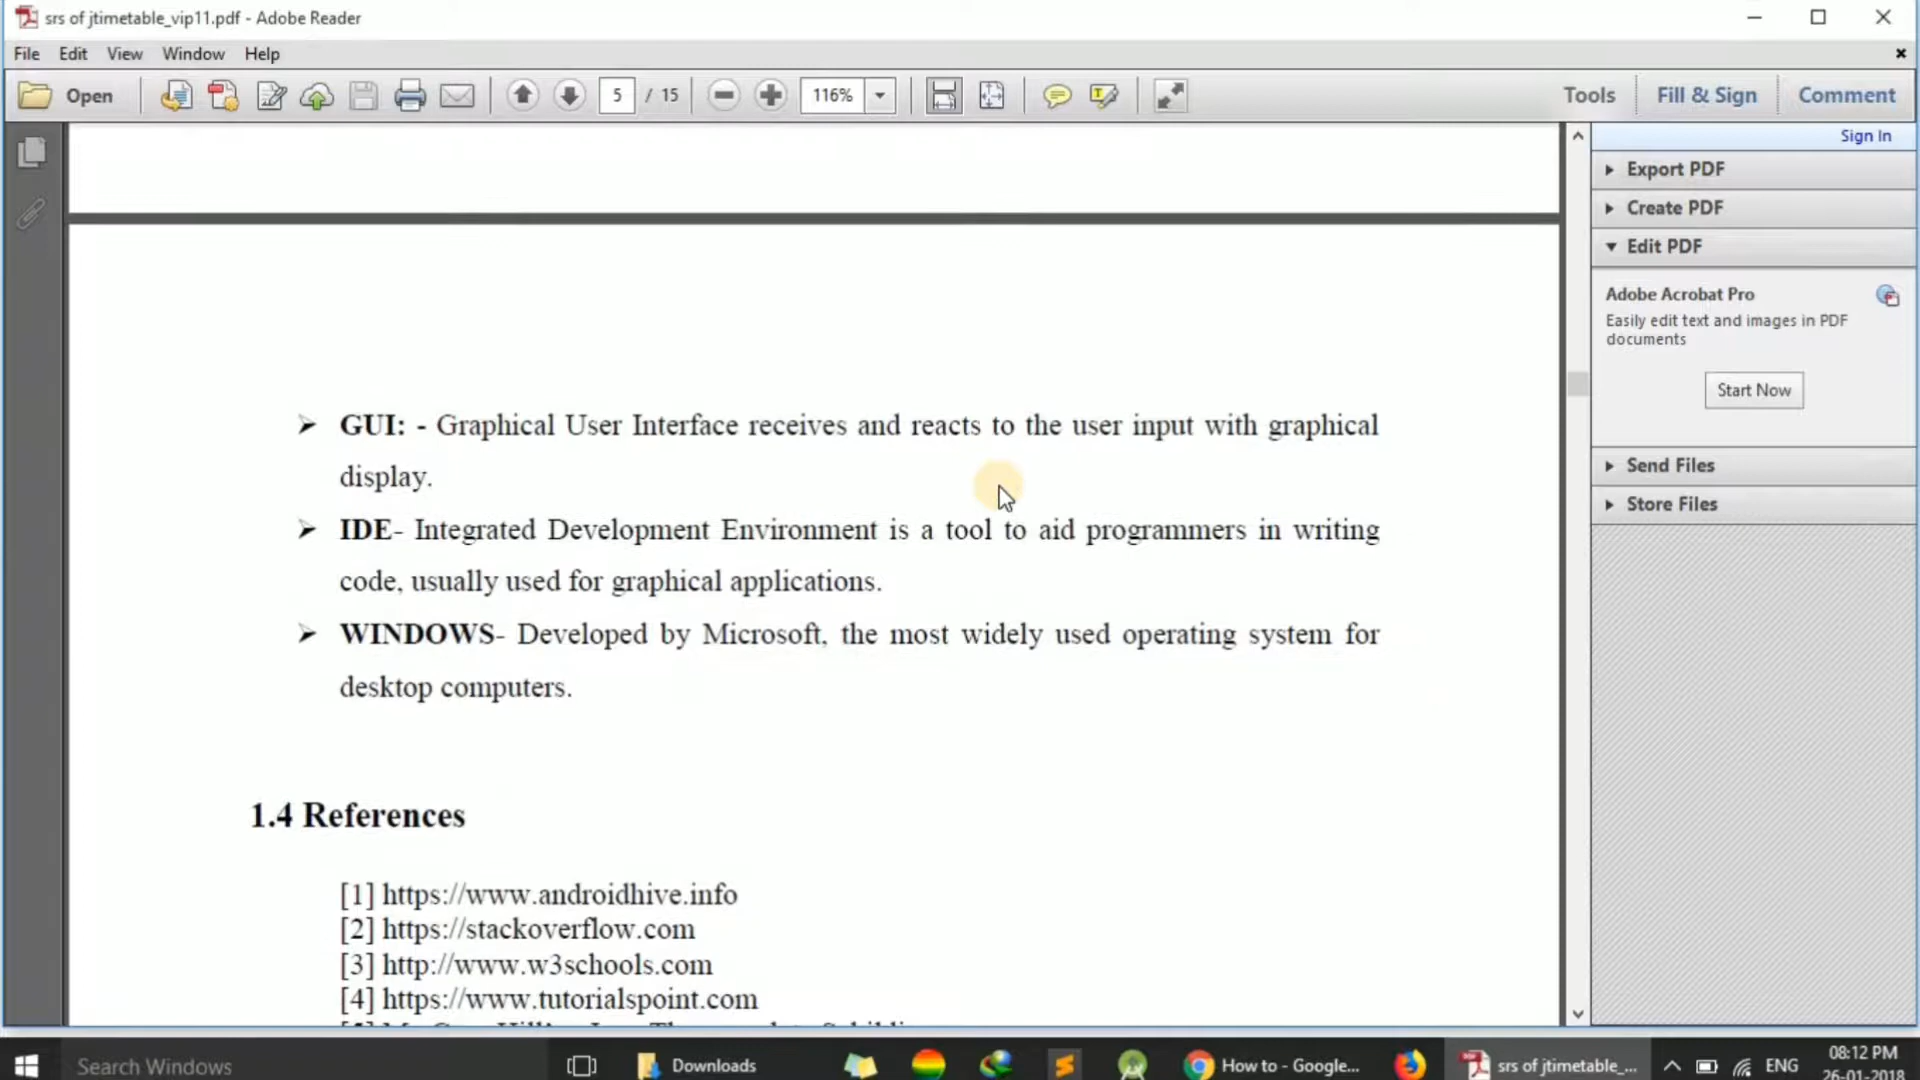 srs of jtimetable_vip11.pdf - Adobe Reader
File Edit View Window Help
Open 5 / 15 116% Tools Fill & Sign Comment
Sign In
Export PDF
Create PDF
Edit PDF
Adobe Acrobat Pro
Easily edit text and images in PDF
documents
Start Now
Send Files
Store Files
GUI: - Graphical User Interface receives and reacts to the user input with graphical
display.
IDE- Integrated Development Environment is a tool to aid programmers in writing
code, usually used for graphical applications.
WINDOWS- Developed by Microsoft, the most widely used operating system for
desktop computers.
1.4 References
[1] https://www.androidhive.info
[2] https://stackoverflow.com
[3] http://www.w3schools.com
[4] https://www.tutorialspoint.com
Search Windows Downloads How to - Google... srs of jtimetable_... ENG 08:12 PM
26-01-2018